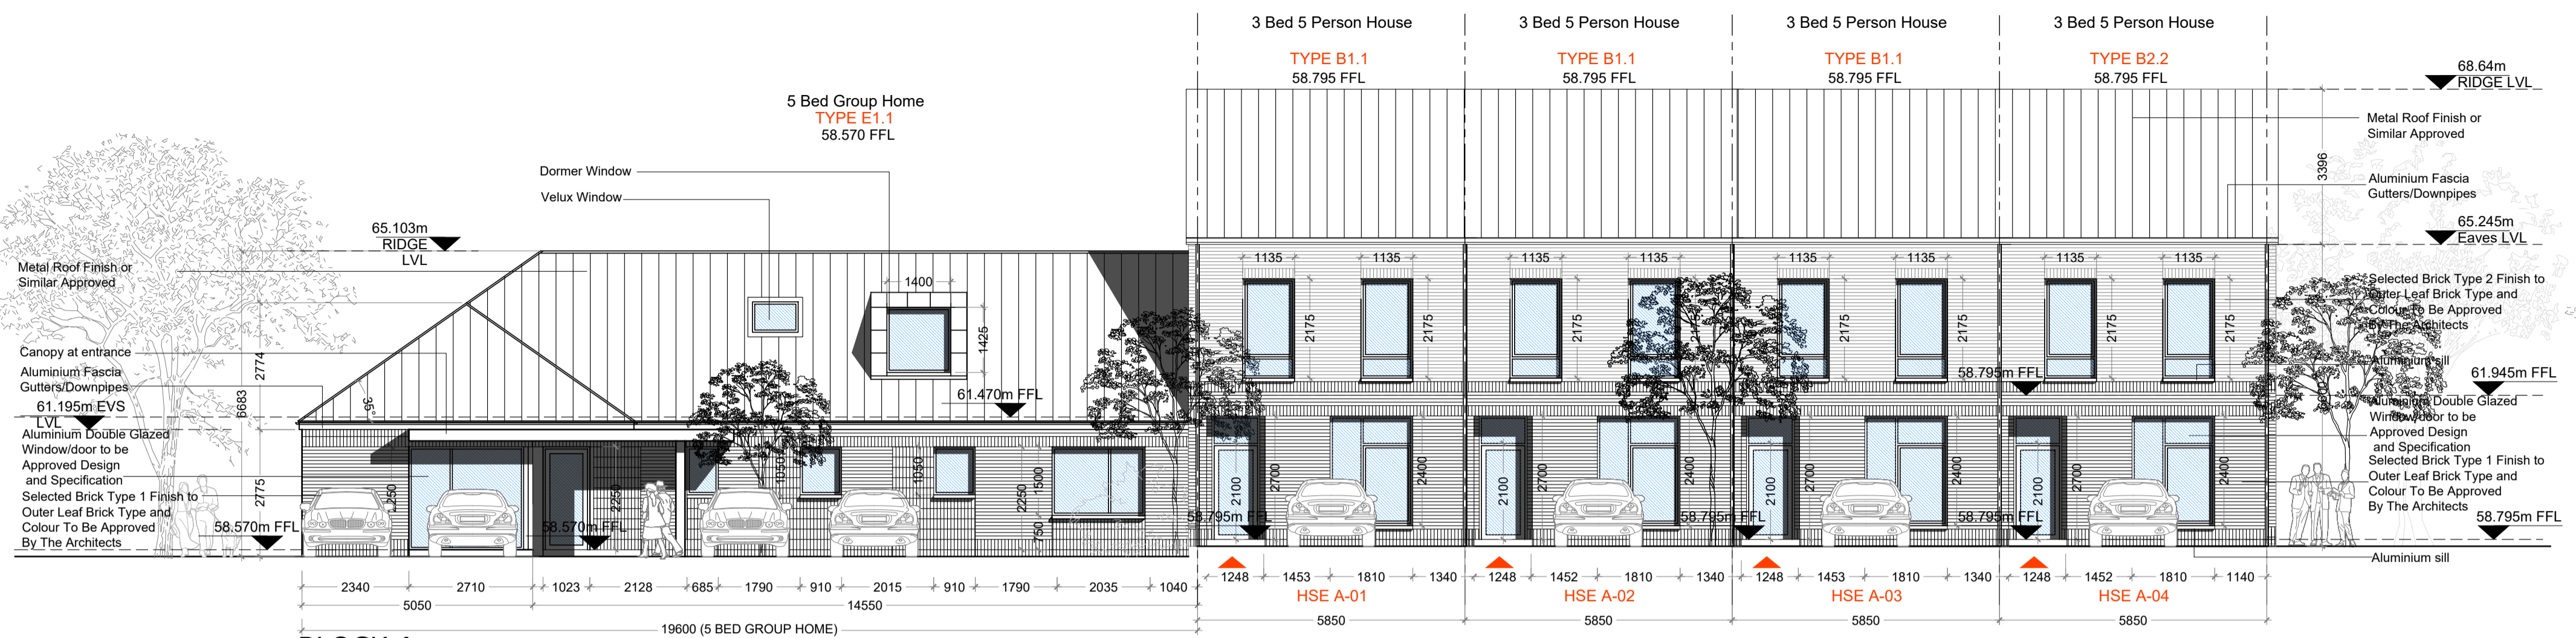 3 Bed 5 Person House
3 Bed 5 Person House
3 Bed 5 Person House
3 Bed 5 Person House
TYPE B1.1
TYPE B1.1
TYPE B1.1
TYPE B2.2
58.795 FFL
58.795 FFL
58.795 FFL
58.795 FFL
68.64m
RIDGE LVL
5 Bed Group Home
TYPE E1.1
58.570 FFL
Metal Roof Finish or
Similar Approved
3396
Dormer Window
Velux Window
Aluminium Fascia
Gutters/Downpipes
65.103m
RIDGE
LVL
65.245m
Eaves LVL
Metal Roof Finish or
Similar Approved
1400
1425
1135
1135
1135
1135
1135
1135
1135
1135
2175
2175
2175
2175
2175
2175
2175
Selected Brick Type 2 Finish to
Outer Leaf Brick Type and
Colour To Be Approved
By The Architects
Canopy at entrance
Aluminium Fascia
Gutters/Downpipes
2774
6683
35°
61.195m EVS
LVL
61.470m FFL
Aluminium sill
58.795m FFL
61.945m FFL
Aluminium Double Glazed
Window/door to be
Approved Design
and Specification
Selected Brick Type 1 Finish to
Outer Leaf Brick Type and
Colour To Be Approved
By The Architects
2775
2250
2250
1050
1050
2250
1500
750
2100
2700
2400
2100
2700
2400
2100
2700
2400
2100
2700
2400
Aluminium Double Glazed
Window/door to be
Approved Design
and Specification
Selected Brick Type 1 Finish to
Outer Leaf Brick Type and
Colour To Be Approved
By The Architects
58.570m FFL
58.570m FFL
58.795m FFL
58.795m FFL
58.795m FFL
58.795m FFL
Aluminium sill
2340
2710
1023
2128
685
1790
910
2015
910
1790
2035
1040
1248
1453
1810
1340
1248
1452
1810
1340
1248
1453
1810
1340
1248
1452
1810
1140
5050
14550
HSE A-01
HSE A-02
HSE A-03
HSE A-04
19600 (5 BED GROUP HOME)
5850
5850
5850
5850